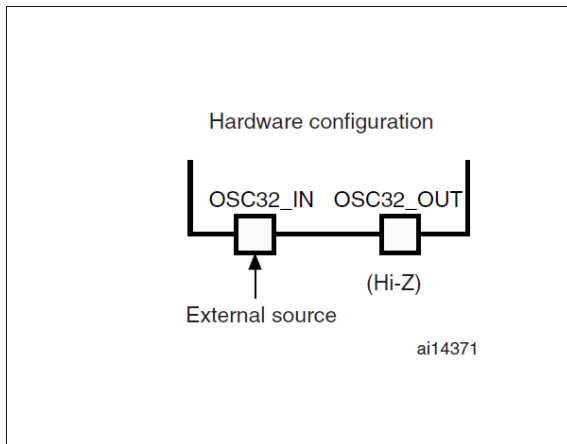 Hardware configuration
OSC32_IN OSC32_OUT
(Hi-Z)
External source
ai14371